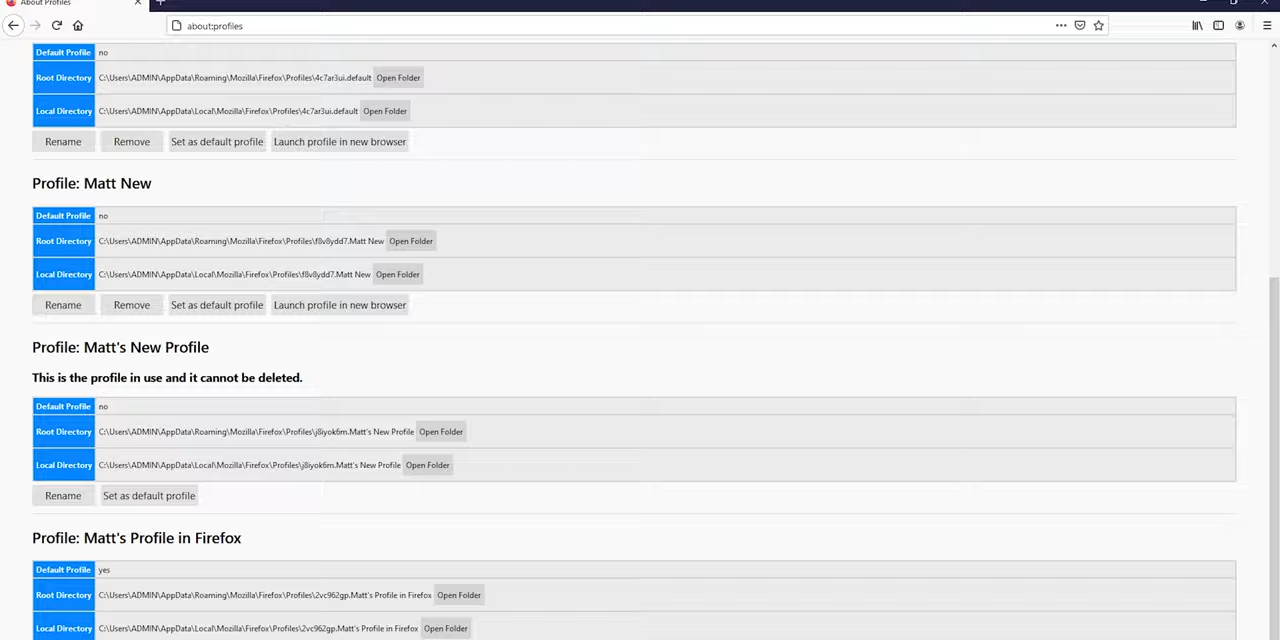 About Profiles
about:profiles
Default Profile no
Root Directory C:\Users\ADMIN\AppData\Roaming\Mozilla\Firefox\Profiles\4c7ar3ui.default Open Folder
Local Directory C:\Users\ADMIN\AppData\Local\Mozilla\Firefox\Profiles\4c7ar3ui.default Open Folder
Rename Remove Set as default profile Launch profile in new browser
Profile: Matt New
Default Profile no
Root Directory C:\Users\ADMIN\AppData\Roaming\Mozilla\Firefox\Profiles\f8v8ydd7.Matt New Open Folder
Local Directory C:\Users\ADMIN\AppData\Local\Mozilla\Firefox\Profiles\f8v8ydd7.Matt New Open Folder
Rename Remove Set as default profile Launch profile in new browser
Profile: Matt's New Profile
This is the profile in use and it cannot be deleted.
Default Profile no
Root Directory C:\Users\ADMIN\AppData\Roaming\Mozilla\Firefox\Profiles\j8iyok6m.Matt's New Profile Open Folder
Local Directory C:\Users\ADMIN\AppData\Local\Mozilla\Firefox\Profiles\j8iyok6m.Matt's New Profile Open Folder
Rename Set as default profile
Profile: Matt's Profile in Firefox
Default Profile yes
Root Directory C:\Users\ADMIN\AppData\Roaming\Mozilla\Firefox\Profiles\2vc962gp.Matt's Profile in Firefox Open Folder
Local Directory C:\Users\ADMIN\AppData\Local\Mozilla\Firefox\Profiles\2vc962gp.Matt's Profile in Firefox Open Folder